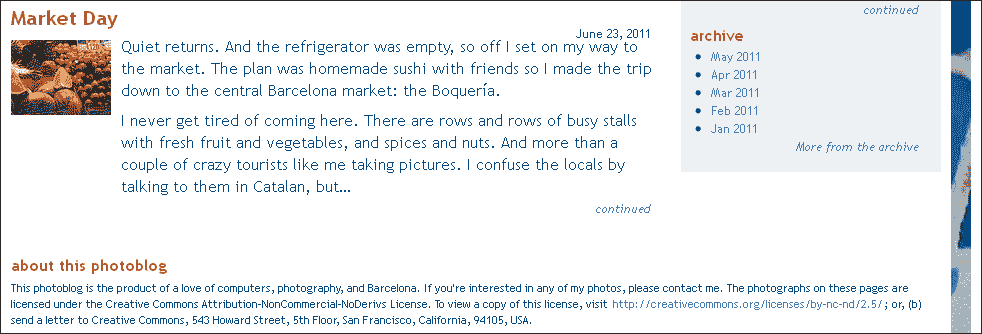 Market Day
June 23, 2011
Quiet returns. And the refrigerator was empty, so off I set on my way to
the market. The plan was homemade sushi with friends so I made the trip
down to the central Barcelona market: the Boquería.
I never get tired of coming here. There are rows and rows of busy stalls
with fresh fruit and vegetables, and spices and nuts. And more than a
couple of crazy tourists like me taking pictures. I confuse the locals by
talking to them in Catalan, but...
continued
continued
archive
May 2011
Apr 2011
Mar 2011
Feb 2011
Jan 2011
More from the archive
about this photoblog
This photoblog is the product of a love of computers, photography, and Barcelona. If you're interested in any of my photos, please contact me. The photographs on these pages are
licensed under the Creative Commons Attribution-NonCommercial-NoDerivs License. To view a copy of this license, visit http://creativecommons.org/licenses/by-nc-nd/2.5/; or, (b)
send a letter to Creative Commons, 543 Howard Street, 5th Floor, San Francisco, California, 94105, USA.